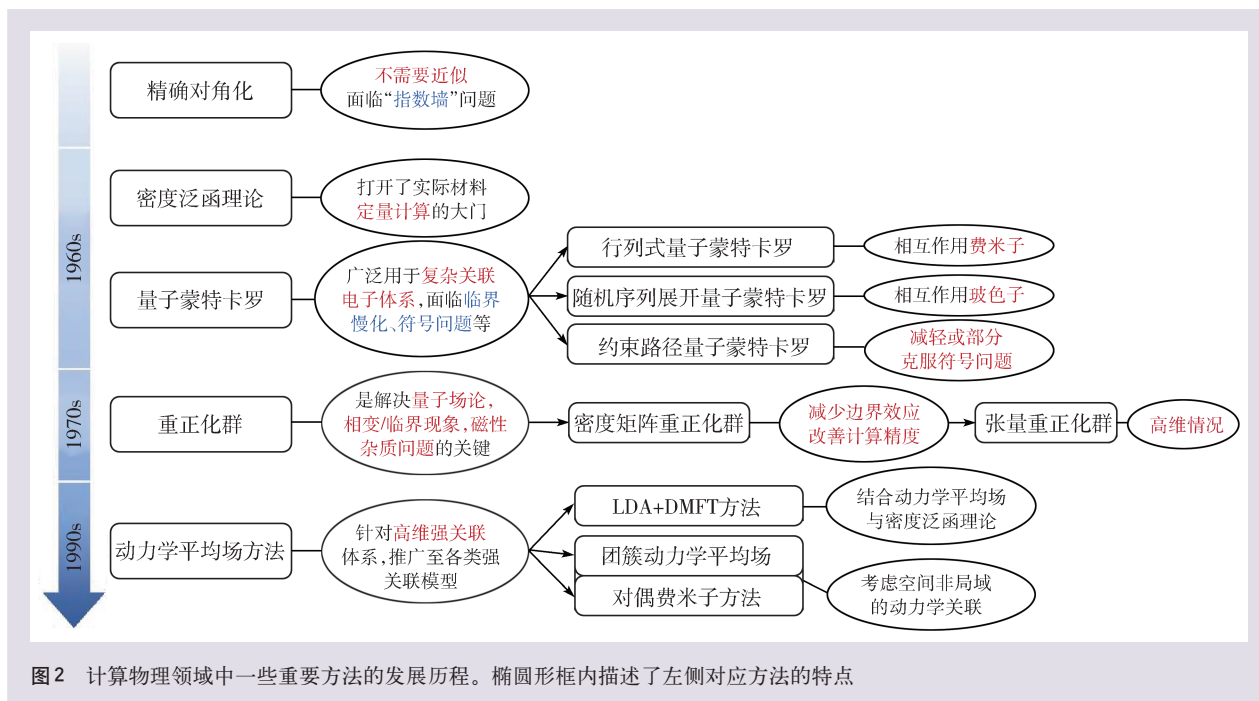 精确对角化
不需要近似
面临“指数墙”问题
密度泛函理论
打开了实际材料
定量计算的大门
1960s
量子蒙特卡罗
广泛用于复杂关联
电子体系,面临临界
慢化、符号问题等
行列式量子蒙特卡罗
相互作用费米子
随机序列展开量子蒙特卡罗
相互作用玻色子
约束路径量子蒙特卡罗
减轻或部分
克服符号问题
1970s
重正化群
是解决量子场论,
相变/临界现象,磁性
杂质问题的关键
密度矩阵重正化群
减少边界效应
改善计算精度
张量重正化群
高维情况
1990s
动力学平均场方法
针对高维强关联
体系,推广至各类强
关联模型
LDA+DMFT方法
结合动力学平均场
与密度泛函理论
团簇动力学平均场
对偶费米子方法
考虑空间非局域
的动力学关联
图2 计算物理领域中一些重要方法的发展历程。椭圆形框内描述了左侧对应方法的特点